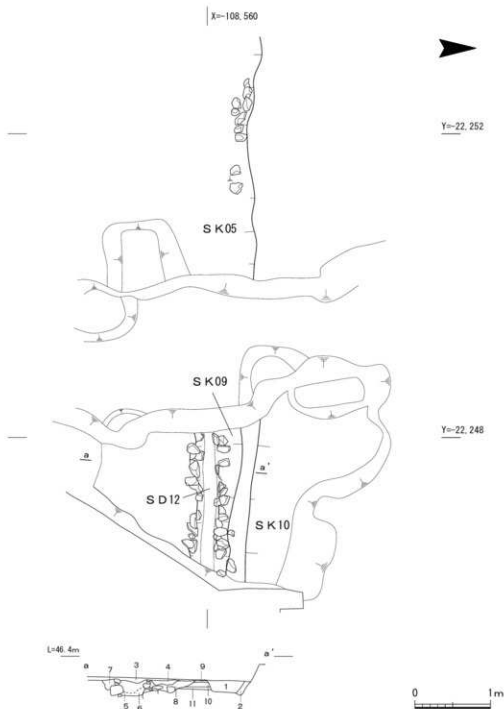 X=-108,560
Y=-22,252
SK05
SK09
Y=-22,248
a
a'
SD12
SK10
L=46.4m
a
a'
7 3 4 9
1
5 6 8 11 10 2
0 1m